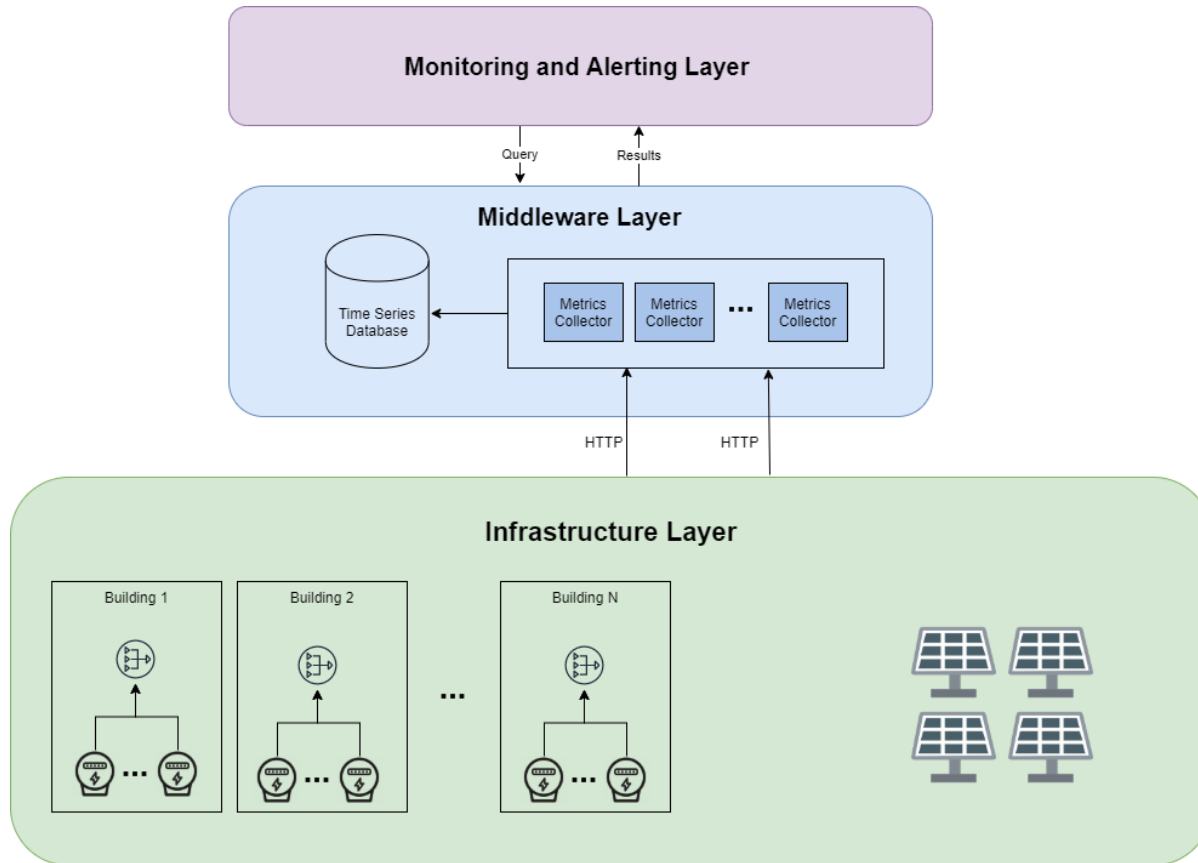 Monitoring and Alerting Layer
Query
Results
Middleware Layer
Time Series
Database
Metrics
Collector
Metrics
Collector
...
Metrics
Collector
HTTP
HTTP
Infrastructure Layer
Building 1
Building 2
Building N
...
...
...
...